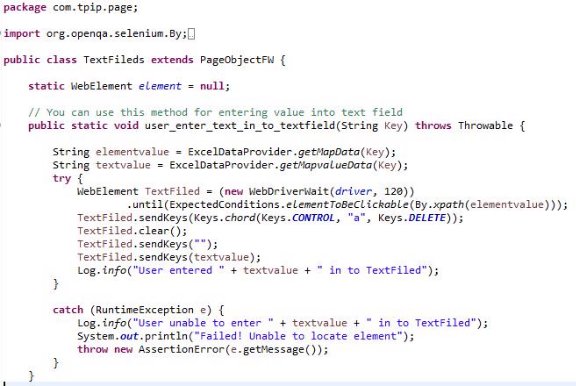 package com.tpip.page;
import org.openqa.selenium.By;
public class TextFileds extends PageObjectFW {
static WebElement element = null;
// You can use this method for entering value into text field
public static void user_enter_text_in_to_textfield(String Key) throws Throwable {
String elementvalue = ExcelDataProvider.getMapData(Key);
String textvalue = ExcelDataProvider.getMapvalueData(Key);
try {
WebElement TextFiled = (new WebDriverWait(driver, 120))
.until(ExpectedConditions.elementToBeClickable(By.xpath(elementvalue)));
TextFiled.sendKeys(Keys.chord(Keys.CONTROL, "a", Keys.DELETE));
TextFiled.clear();
TextFiled.sendKeys("");
TextFiled.sendKeys(textvalue);
Log.info("User entered " + textvalue + " in to TextFiled");
}
catch (RuntimeException e) {
Log.info("User unable to enter " + textvalue + " in to TextFiled");
System.out.println("Failed! Unable to locate element");
throw new AssertionError(e.getMessage());
}
}